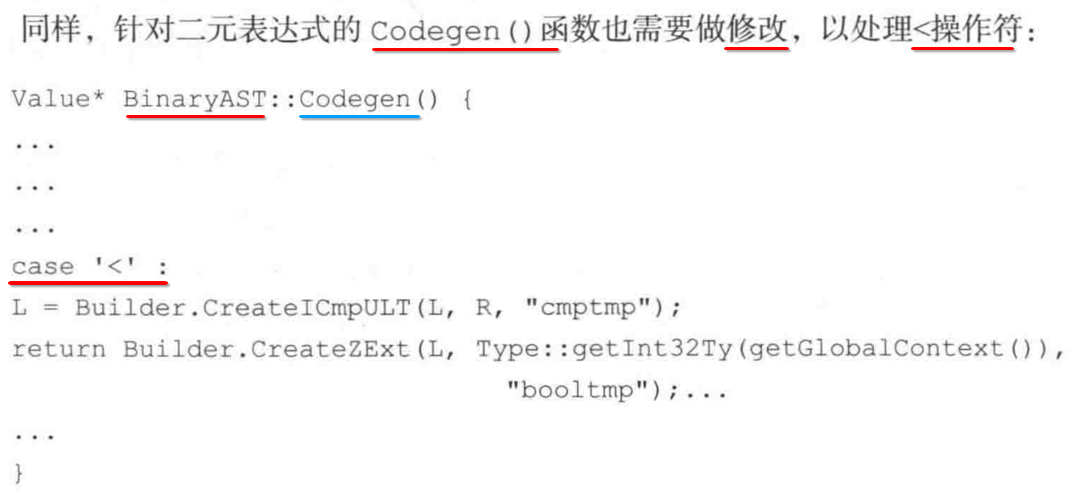 同样，针对二元表达式的 Codegen()函数也需要做修改，以处理<操作符：
Value* BinaryAST::Codegen() {
...
...
...
case '<' :
L = Builder.CreateICmpULT(L, R, "cmptmp");
return Builder.CreateZExt(L, Type::getInt32Ty(getGlobalContext()),
"booltmp");...
...
}